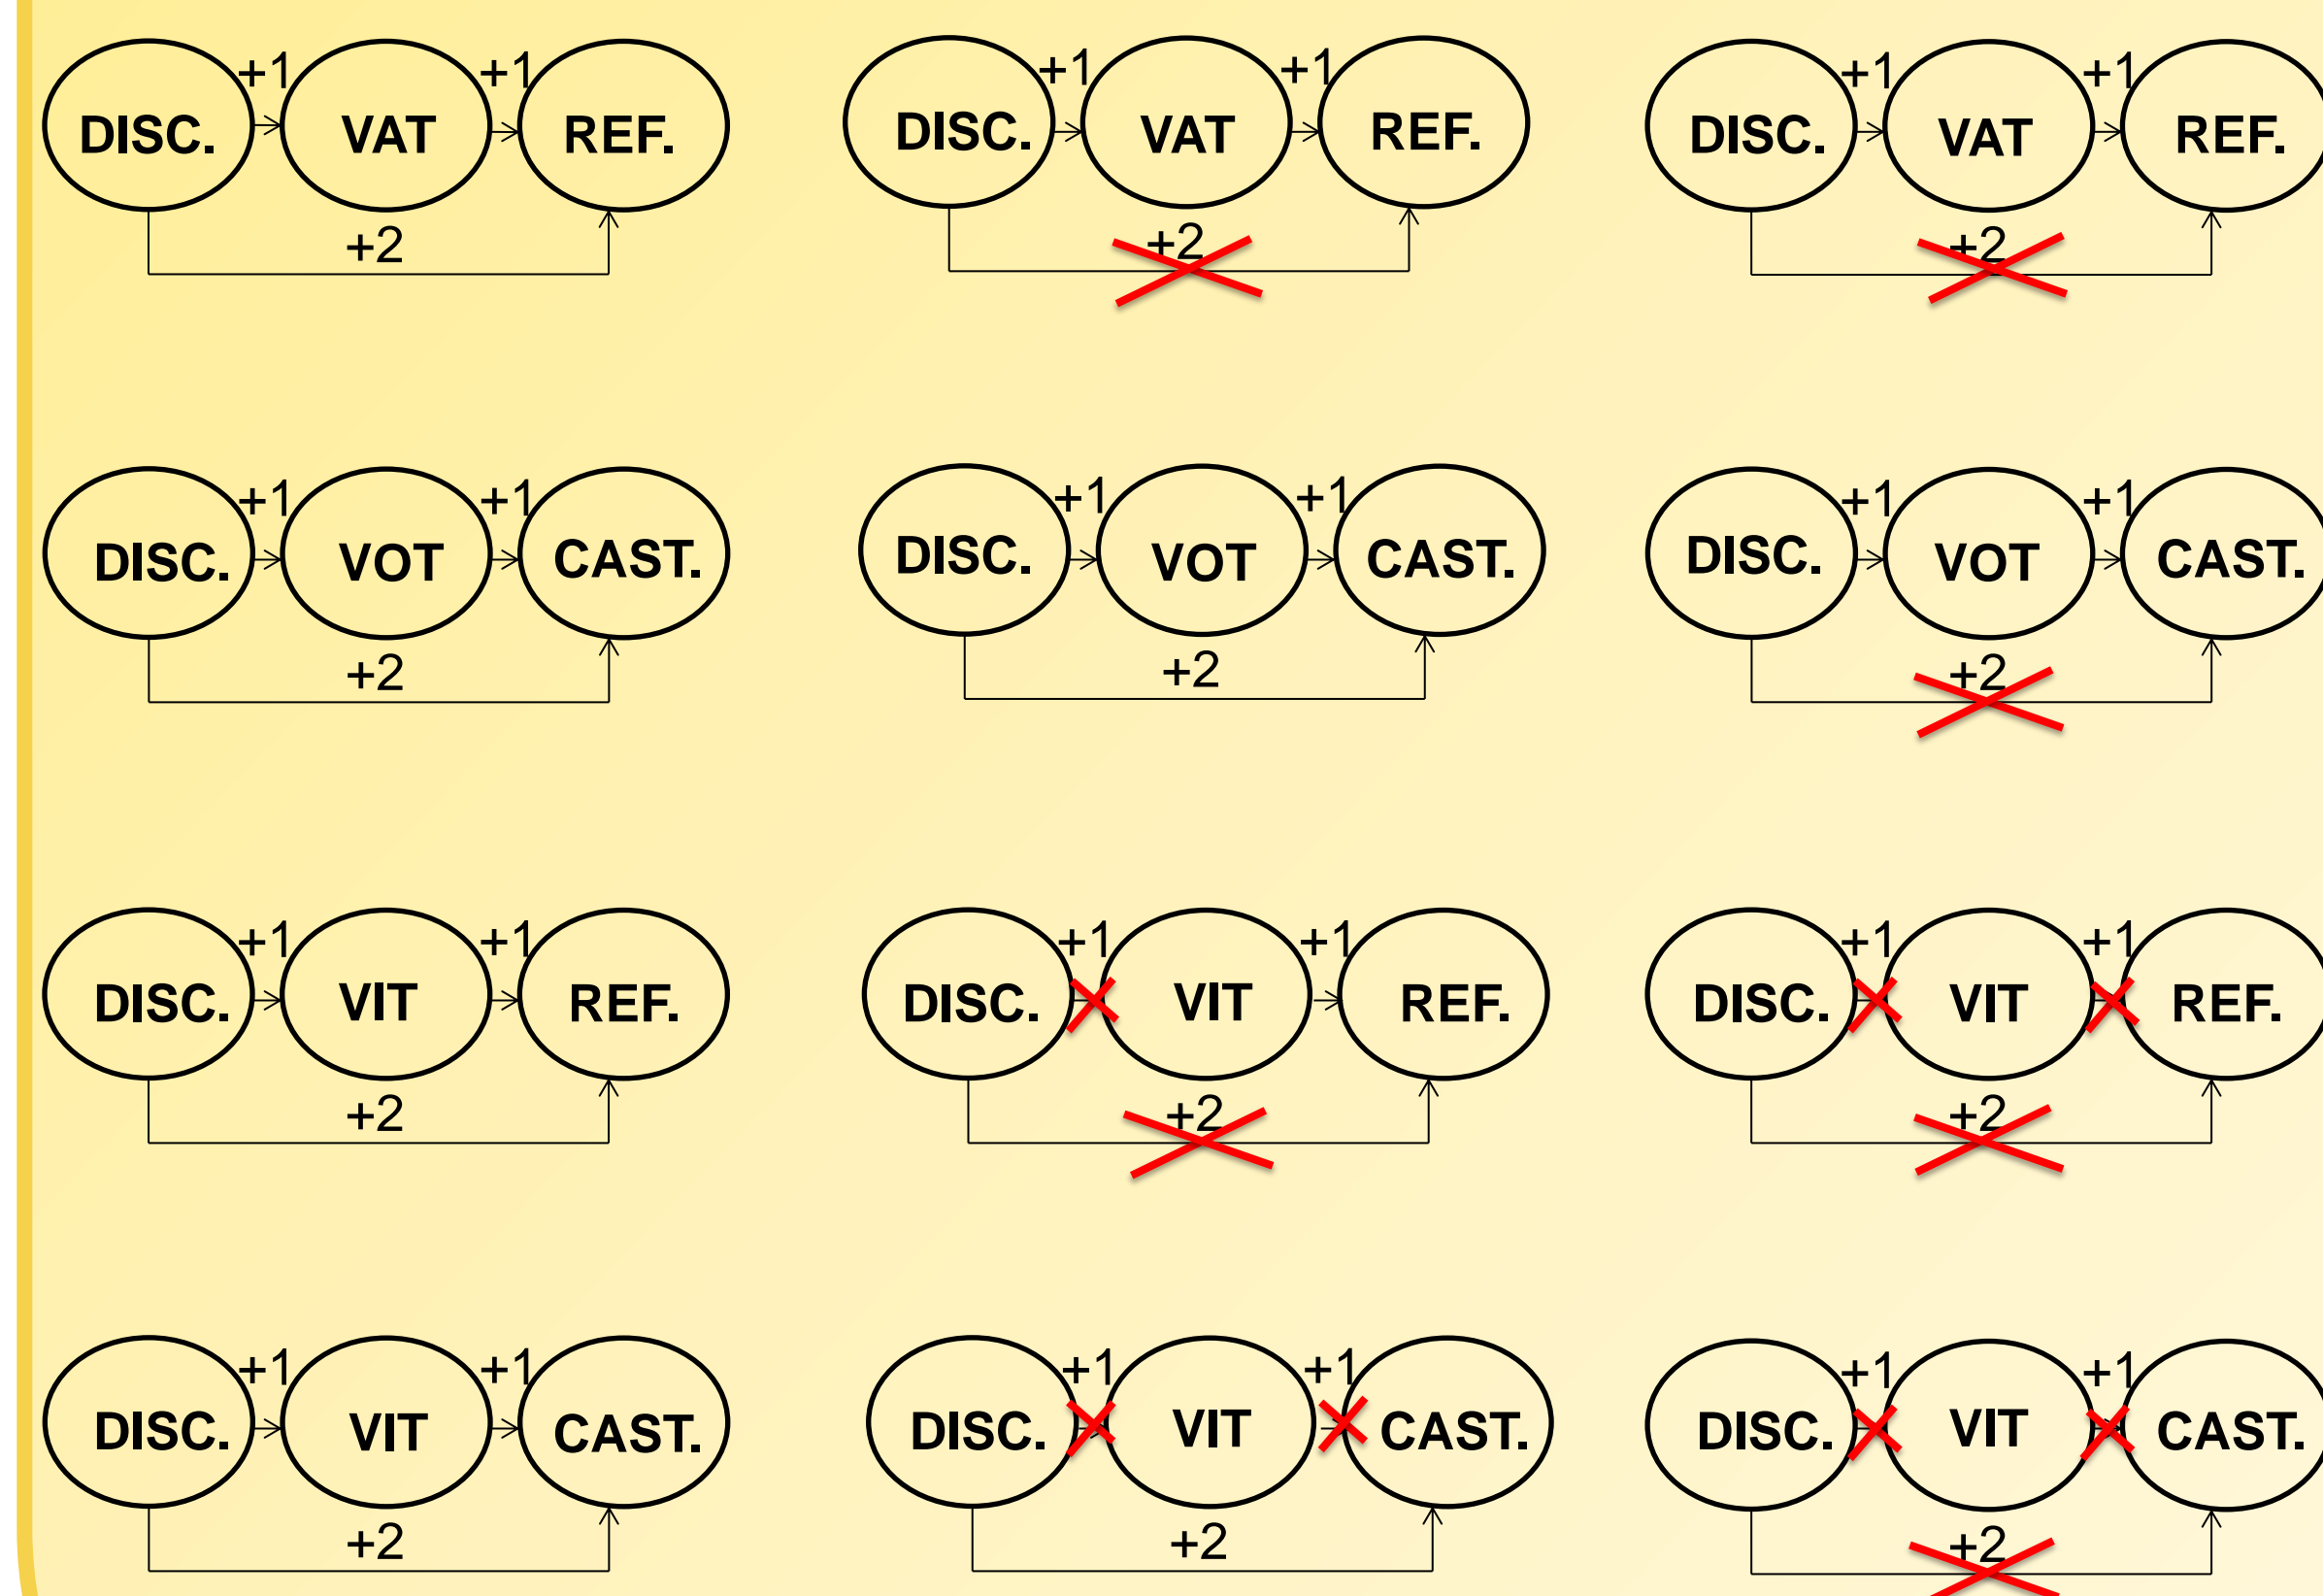 +1 +1 +1 +1 +1 +1
DISC. VAT REF. DISC. VAT REF. DISC. VAT REF.
+2 +2 +2
+1 +1 +1 +1 +1 +1
DISC. VOT CAST. DISC. VOT CAST. DISC. VOT CAST.
+2 +2 +2
+1 +1 +1 +1 +1 +1
DISC. VIT REF. DISC. VIT REF. DISC. VIT REF.
+2 +2 +2
+1 +1 +1 +1 +1 +1
DISC. VIT CAST. DISC. VIT CAST. DISC. VIT CAST.
+2 +2 +2